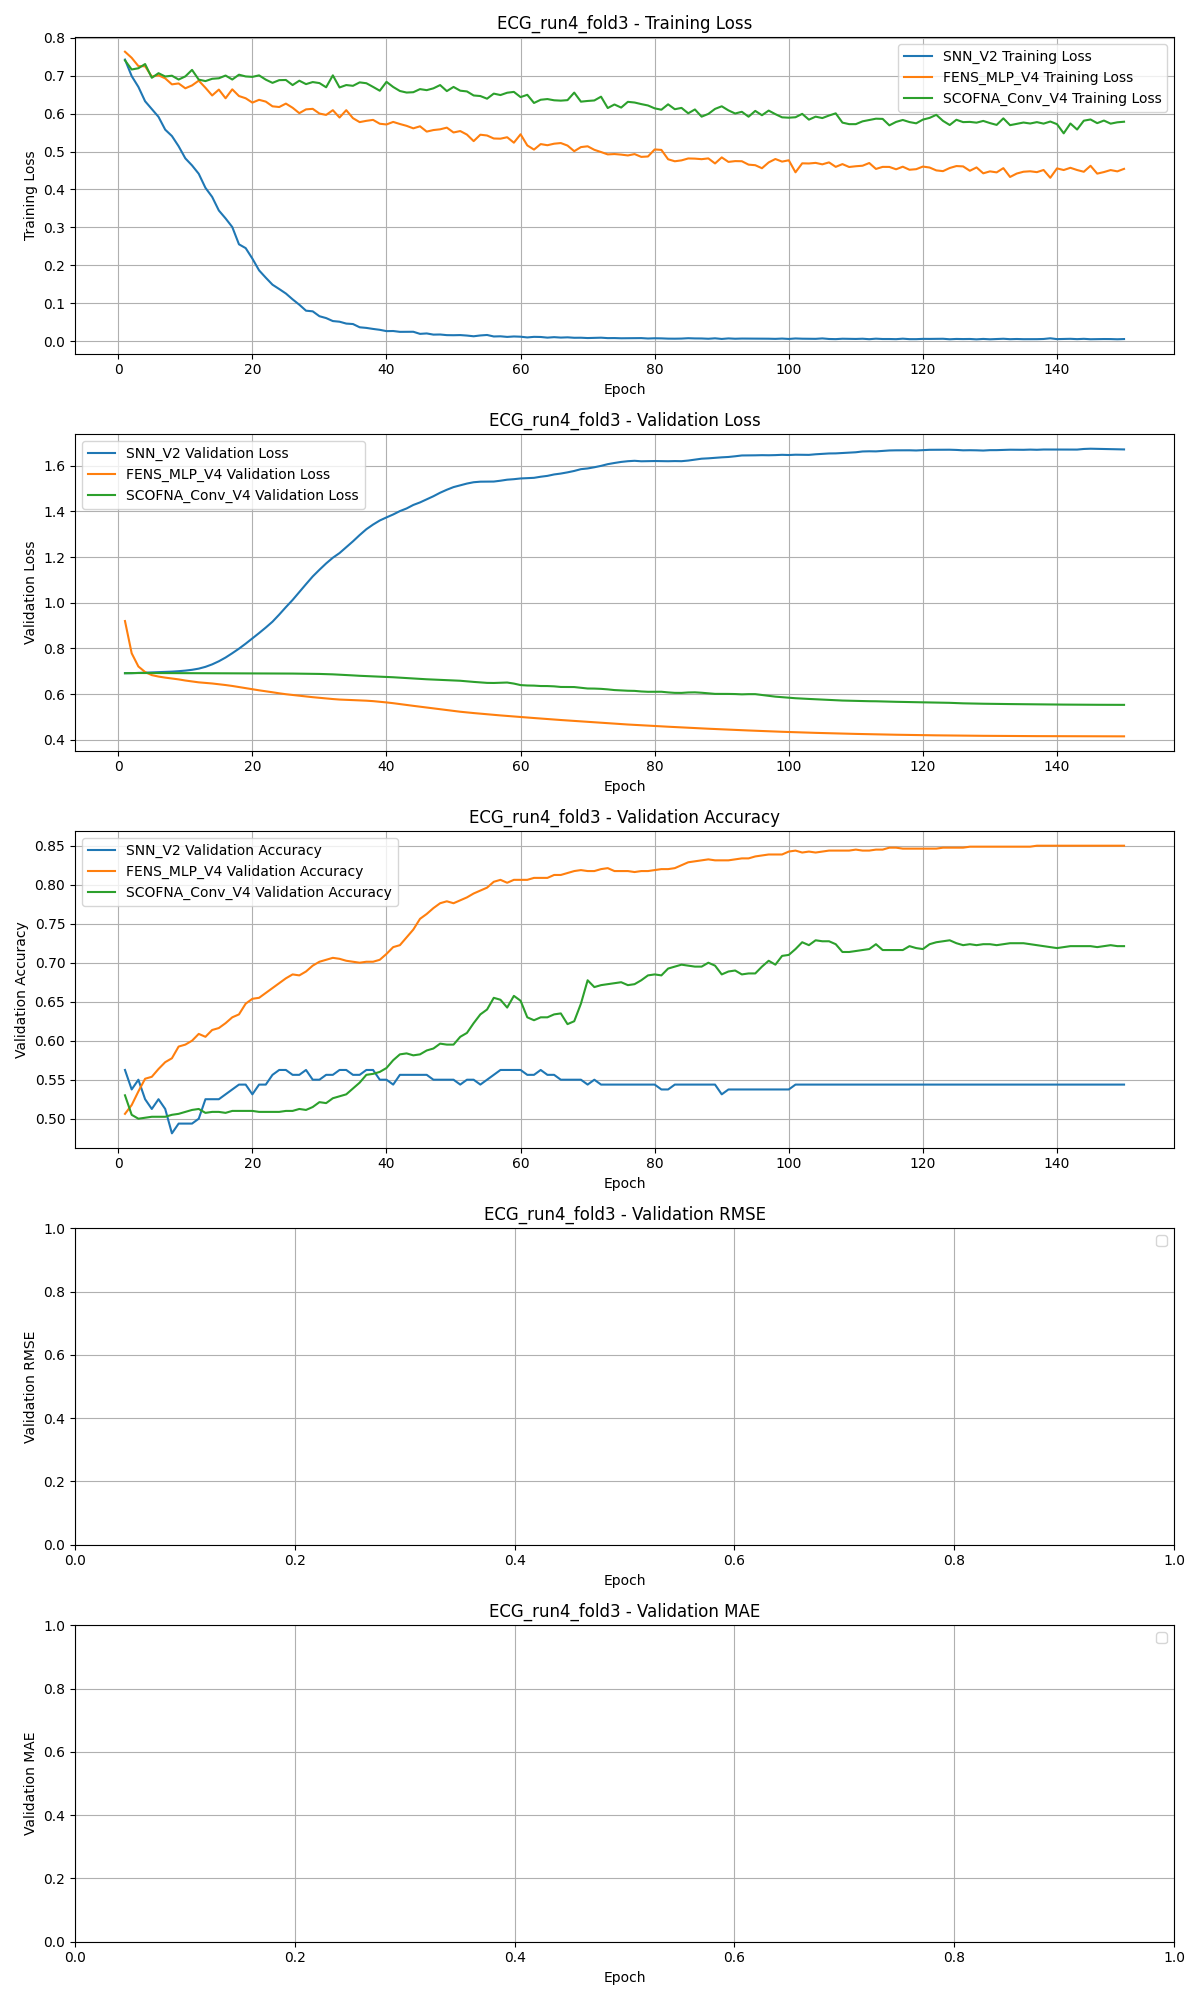 ECG_run4_fold3 - Training Loss
0.8
0.7
0.6
0.5
0.4
0.3
0.2
0.1
0.0
Training Loss
SNN_V2 Training Loss
FENS_MLP_V4 Training Loss
SCOFNA_Conv_V4 Training Loss
0 20 40 60 80 100 120 140
Epoch
ECG_run4_fold3 - Validation Loss
1.6
1.4
1.2
1.0
0.8
0.6
0.4
Validation Loss
SNN_V2 Validation Loss
FENS_MLP_V4 Validation Loss
SCOFNA_Conv_V4 Validation Loss
0 20 40 60 80 100 120 140
Epoch
ECG_run4_fold3 - Validation Accuracy
0.85
0.80
0.75
0.70
0.65
0.60
0.55
0.50
Validation Accuracy
SNN_V2 Validation Accuracy
FENS_MLP_V4 Validation Accuracy
SCOFNA_Conv_V4 Validation Accuracy
0 20 40 60 80 100 120 140
Epoch
ECG_run4_fold3 - Validation RMSE
1.0
0.8
0.6
0.4
0.2
0.0
Validation RMSE
0.0 0.2 0.4 0.6 0.8 1.0
Epoch
ECG_run4_fold3 - Validation MAE
1.0
0.8
0.6
0.4
0.2
0.0
Validation MAE
0.0 0.2 0.4 0.6 0.8 1.0
Epoch